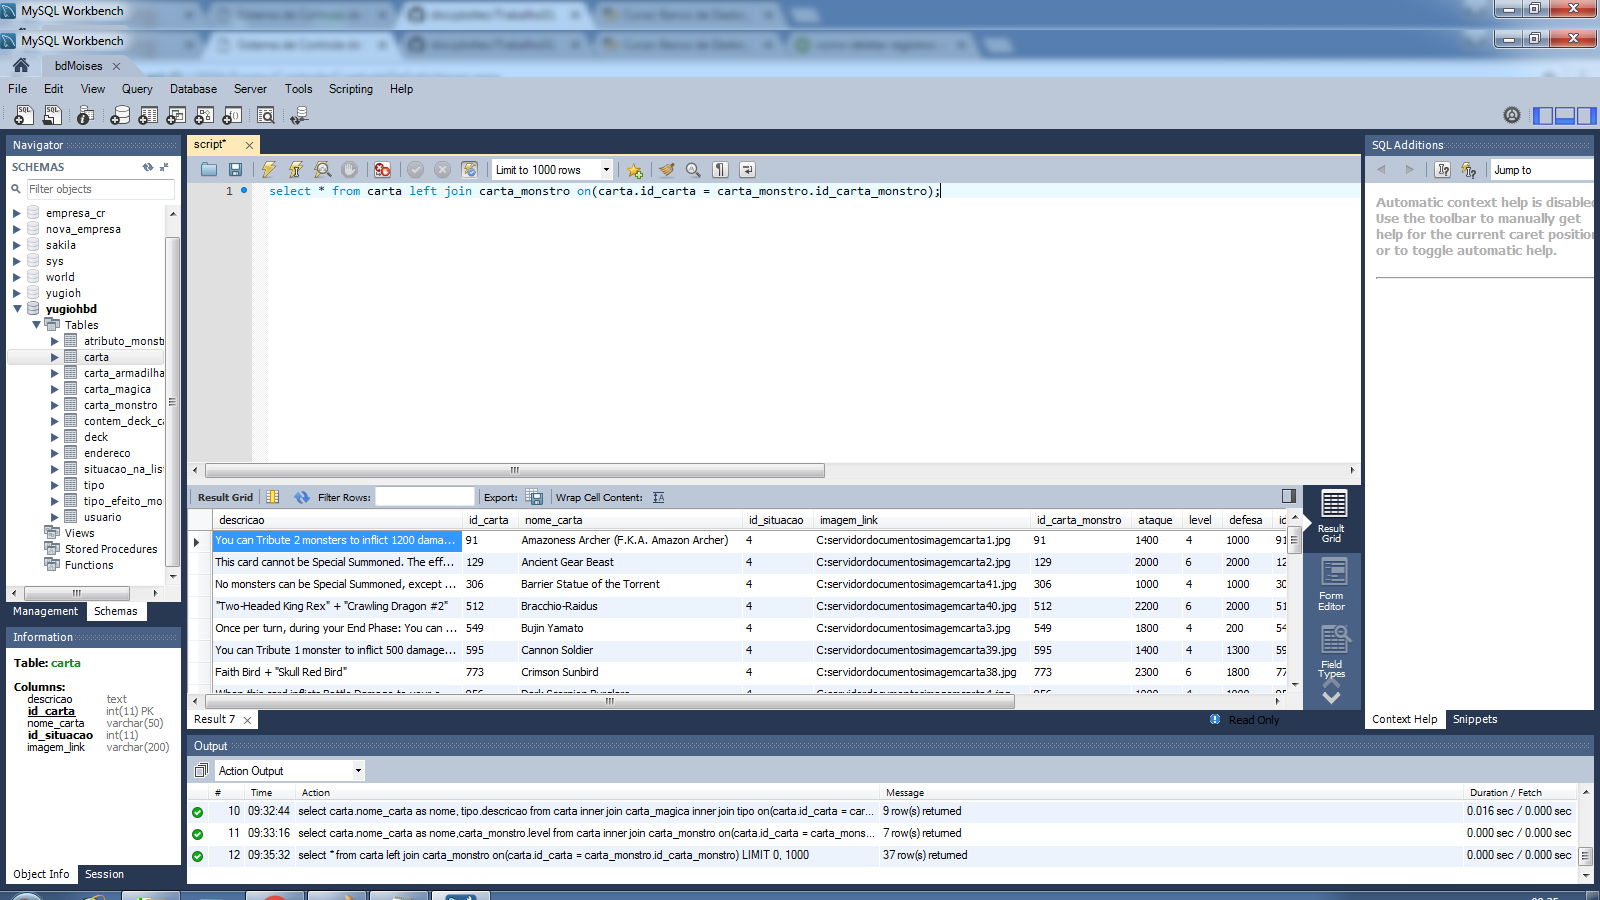 MySQL Workbench
MySQL Workbench
bdMoises
File Edit View Query Database Server Tools Scripting Help
Navigator
SCHEMAS
Filter objects
empresa_cr
nova_empresa
sakila
sys
world
yugioh
yugiohbd
Tables
atributo_monst
carta
carta_armadilha
carta_magica
carta_monstro
contem_deck_ca
deck
endereco
situacao_na_lis
tipo
tipo_efeito_mo
usuario
Views
Stored Procedures
Functions
Management Schemas
Information
Table: carta
Columns:
descricao text
id_carta int(11) PK
nome_carta varchar(50)
id_situacao int(11)
imagem_link varchar(200)
Object Info Session
script*
Limit to 1000 rows
1 select * from carta left join carta_monstro on(carta.id_carta = carta_monstro.id_carta_monstro);
Result Grid Filter Rows: Export: Wrap Cell Content:
descricao id_carta nome_carta id_situacao imagem_link id_carta_monstro ataque level defesa id
You can Tribute 2 monsters to inflict 1200 dama... 91 Amazoness Archer (F.K.A. Amazon Archer) 4 C:servidordocumentosimagemcarta1.jpg 91 1400 4 1000 91
This card cannot be Special Summoned. The eff... 129 Ancient Gear Beast 4 C:servidordocumentosimagemcarta2.jpg 129 2000 6 2000 12
No monsters can be Special Summoned, except ... 306 Barrier Statue of the Torrent 4 C:servidordocumentosimagemcarta41.jpg 306 1000 4 1000 30
"Two-Headed King Rex" + "Crawling Dragon #2" 512 Bracchio-Raidus 4 C:servidordocumentosimagemcarta40.jpg 512 2200 6 2000 51
Once per turn, during your End Phase: You can ... 549 Bujin Yamato 4 C:servidordocumentosimagemcarta3.jpg 549 1800 4 200 54
You can Tribute 1 monster to inflict 500 damage... 595 Cannon Soldier 4 C:servidordocumentosimagemcarta39.jpg 595 1400 4 1300 59
Faith Bird + "Skull Red Bird" 773 Crimson Sunbird 4 C:servidordocumentosimagemcarta38.jpg 773 2300 6 1800 77
Result Grid
Form Editor
Field Types
Result 7
Read Only
SQL Additions
Jump to
Automatic context help is disabled
Use the toolbar to manually get
help for the current caret position
or to toggle automatic help.
Context Help Snippets
Output
Action Output
# Time Action Message Duration / Fetch
10 09:32:44 select carta.nome_carta as nome, tipo.descricao from carta inner join carta_magica inner join tipo on(carta.id_carta = car... 9 row(s) returned 0.016 sec / 0.000 sec
11 09:33:16 select carta.nome_carta as nome,carta_monstro.level from carta inner join carta_monstro on(carta.id_carta = carta_mons... 7 row(s) returned 0.000 sec / 0.000 sec
12 09:35:32 select * from carta left join carta_monstro on(carta.id_carta = carta_monstro.id_carta_monstro) LIMIT 0, 1000 37 row(s) returned 0.000 sec / 0.000 sec